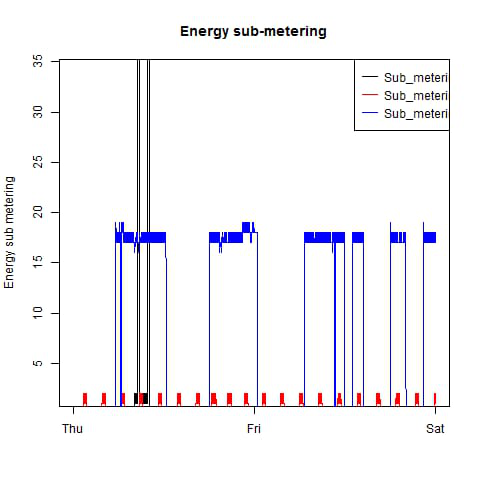 Energy sub-metering
35
30
25
20
15
10
5
Energy sub metering
Sub_meteri
Sub_meteri
Sub_meteri
Thu Fri Sat